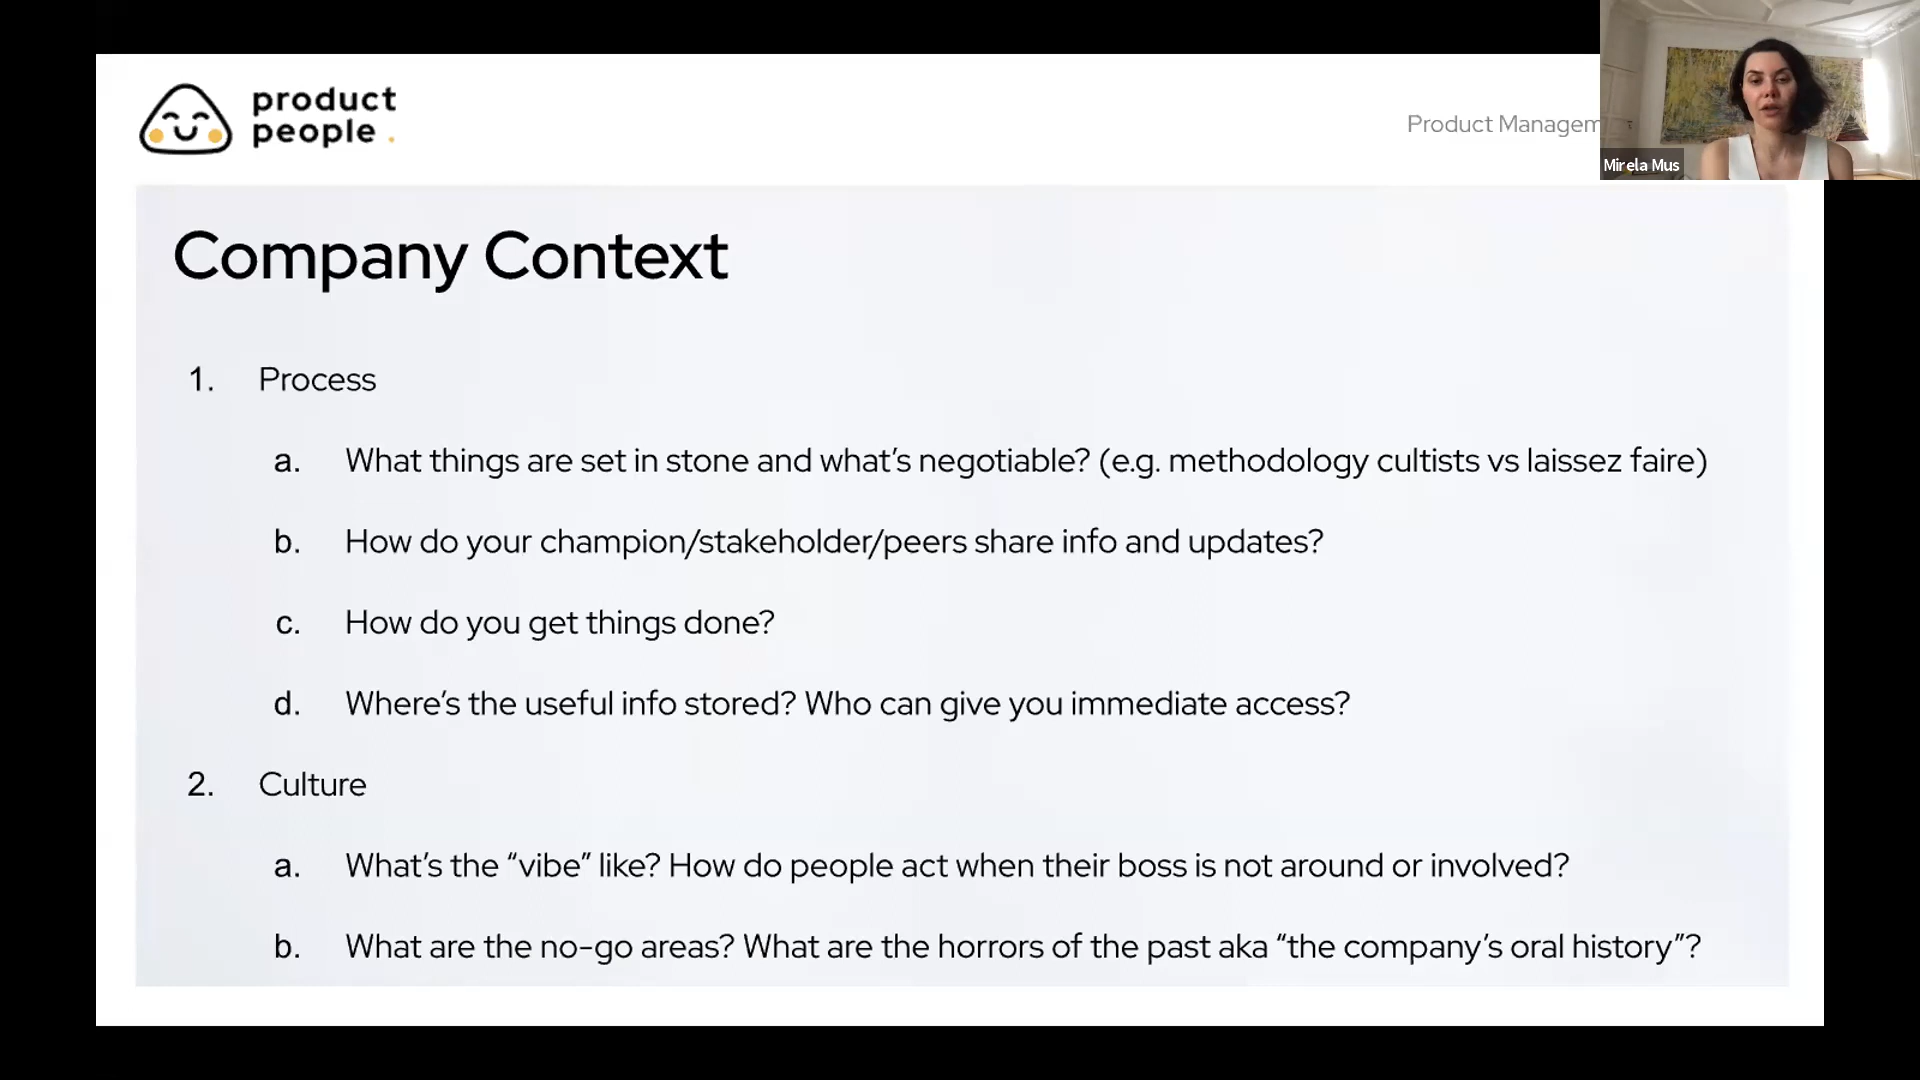 product
people.
Product Managem
Mirela Mus
Company Context
1. Process
a. What things are set in stone and what’s negotiable? (e.g. methodology cultists vs laissez faire)
b. How do your champion/stakeholder/peers share info and updates?
c. How do you get things done?
d. Where’s the useful info stored? Who can give you immediate access?
2. Culture
a. What’s the “vibe” like? How do people act when their boss is not around or involved?
b. What are the no-go areas? What are the horrors of the past aka “the company’s oral history”?